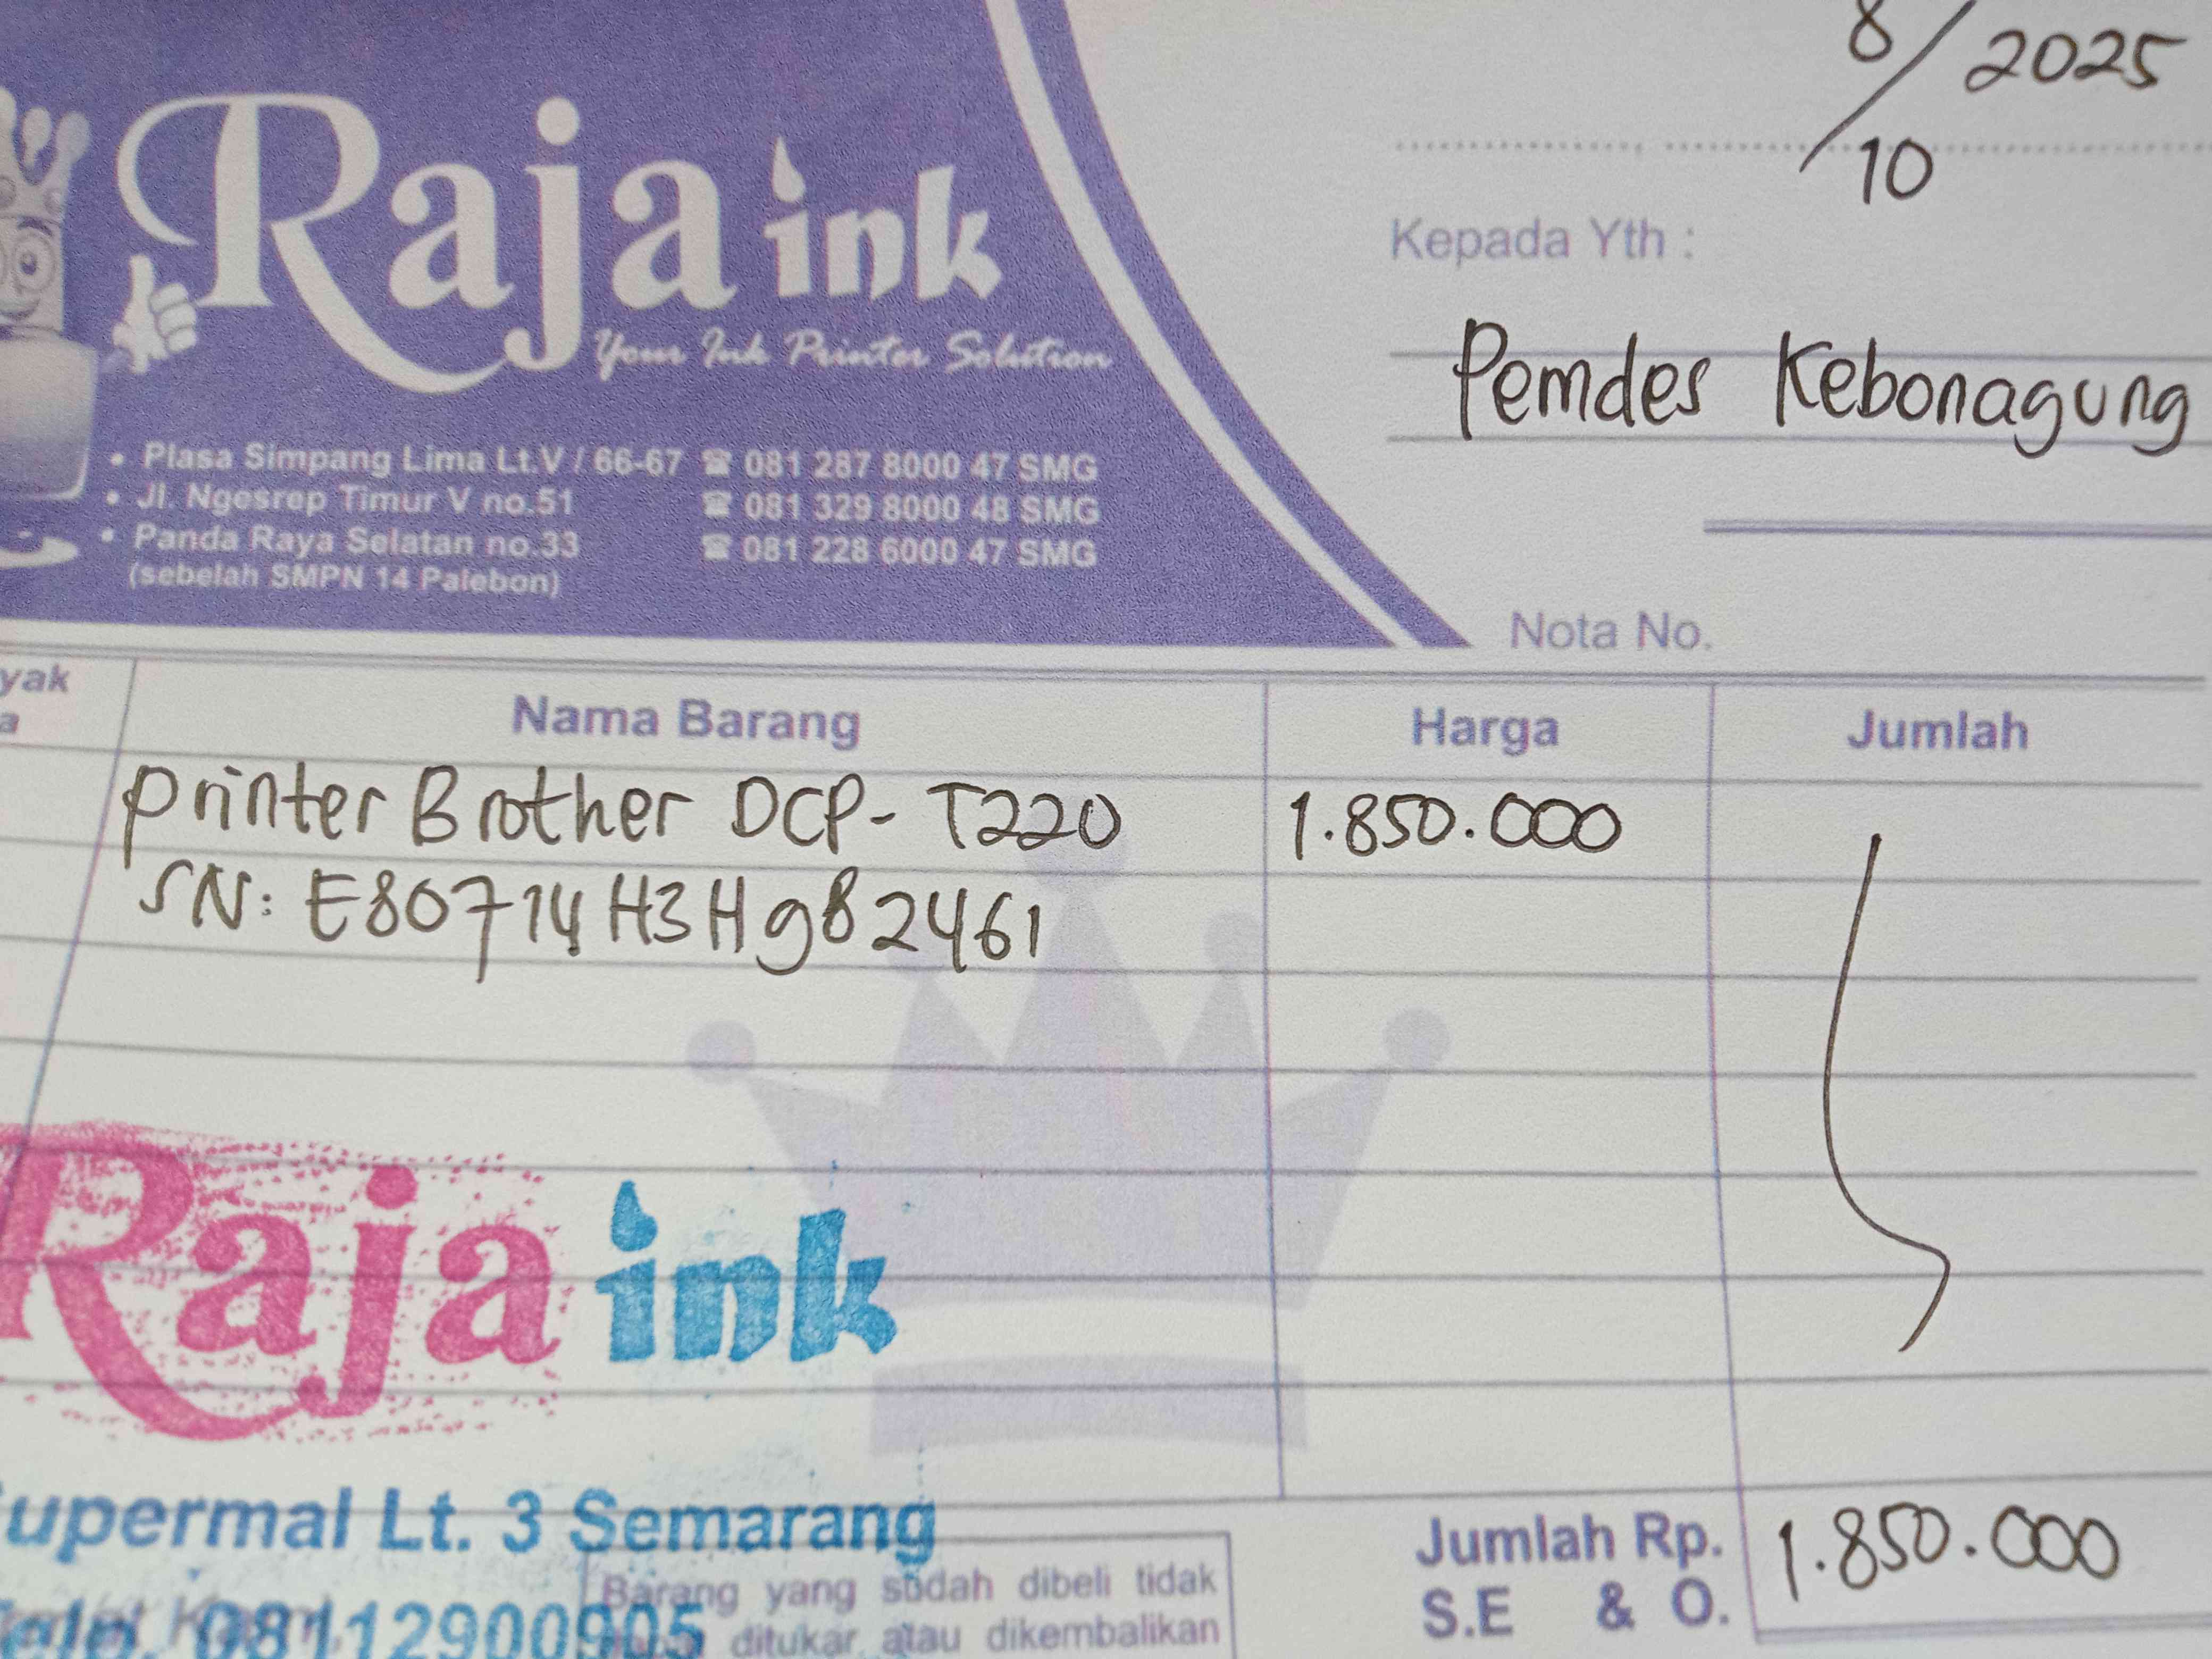 8/10 2025
Raja ink
Your Ink Printer Solution
Kepada Yth :
Pemdes Kebonagung
• Plasa Simpang Lima Lt.V / 66-67 ☎ 081 287 8000 47 SMG
• Jl. Ngesrep Timur V no.51 ☎ 081 329 8000 48 SMG
• Panda Raya Selatan no.33 ☎ 081 228 6000 47 SMG
(sebelah SMPN 14 Palebon)
Nota No.
yak
a
Nama Barang Harga Jumlah
Printer Brother DCP-T220 1.850.000
SN: E80714H3H982461
Raja ink
upermal Lt. 3 Semarang
elp. 08112900905
Barang yang sudah dibeli tidak
ditukar atau dikembalikan
Jumlah Rp. 1.850.000
S.E & O.